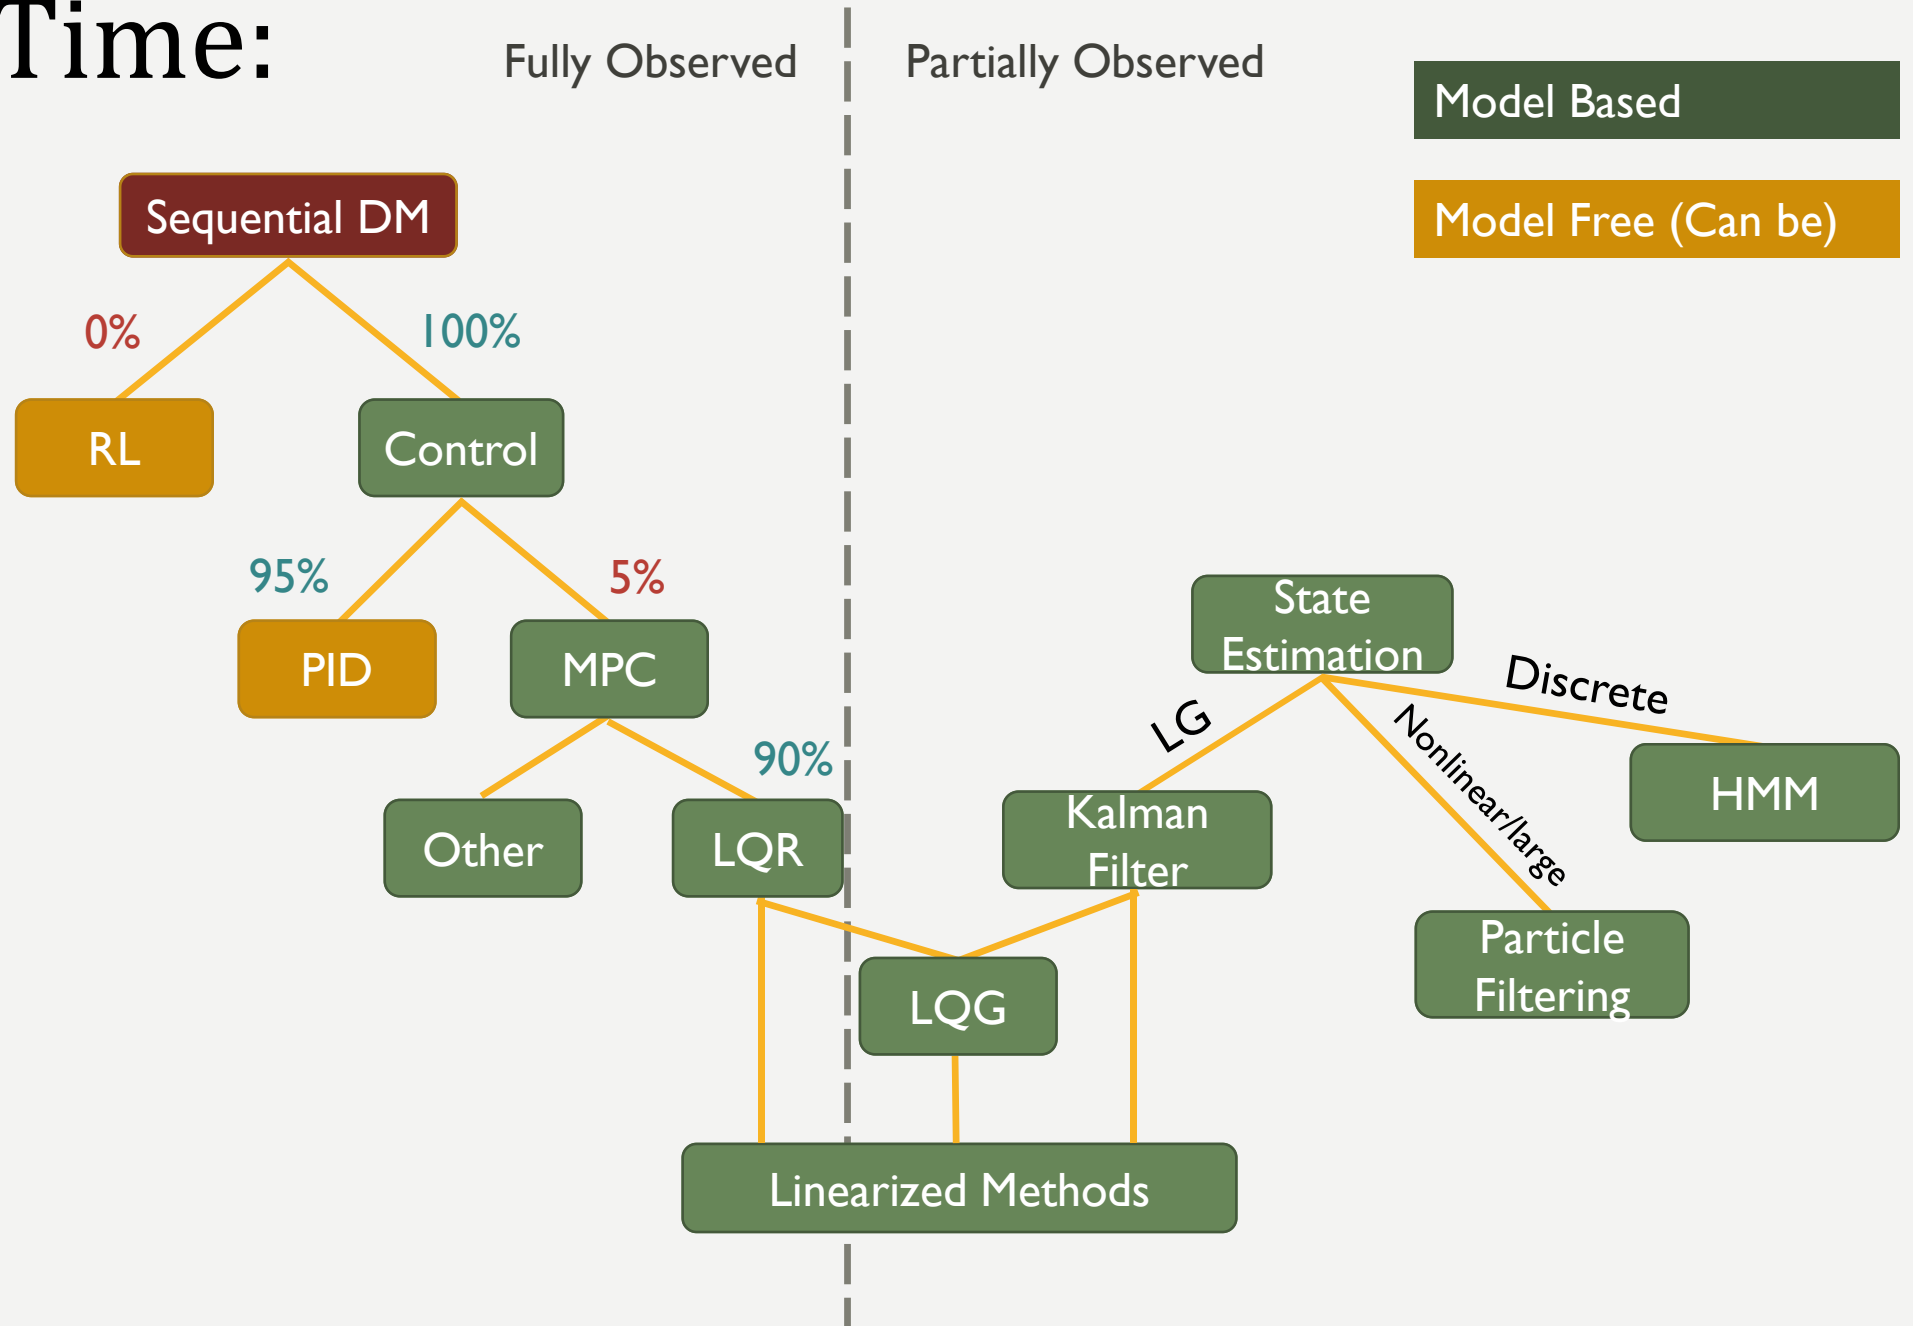 Time:
Fully Observed
Partially Observed
Model Based
Model Free (Can be)
Sequential DM
0%
100%
RL
Control
95%
5%
PID
MPC
State
Estimation
LG
Nonlinear/large
Discrete
90%
Other
LQR
Kalman
Filter
HMM
Particle
Filtering
LQG
Linearized Methods